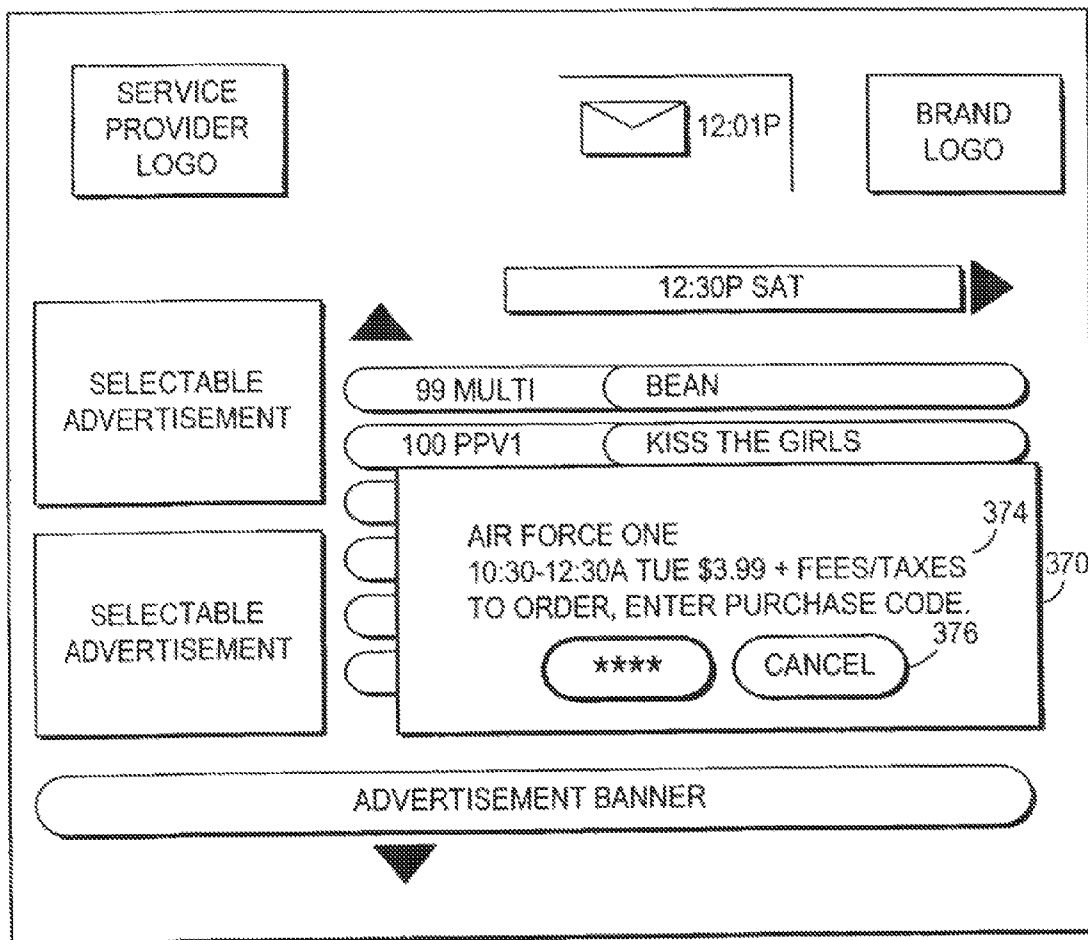 SERVICE
PROVIDER
LOGO
12:01P
BRAND
LOGO
12:30P SAT
SELECTABLE
ADVERTISEMENT
99 MULTI
BEAN
100 PPV1
KISS THE GIRLS
374
AIR FORCE ONE
10:30-12:30A TUE $3.99 + FEES/TAXES
370
TO ORDER, ENTER PURCHASE CODE.
376
SELECTABLE
ADVERTISEMENT
****
CANCEL
ADVERTISEMENT BANNER